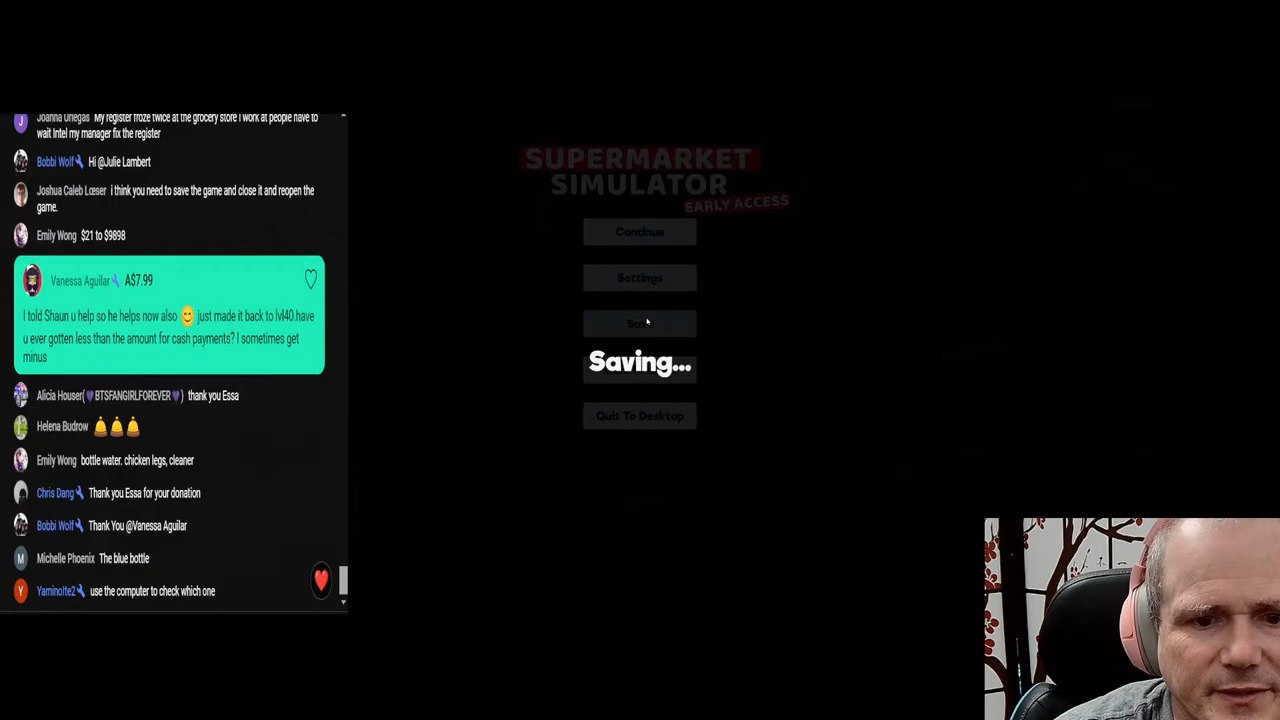 Joanna Uriegas My register froze twice at the grocery store I work at people have to
wait Intel my manager fix the register
Bobbi Wolf Hi @Julie Lambert
Joshua Caleb Lœser i think you need to save the game and close it and reopen the
game.
Emily Wong $21 to $9898
Vanessa Aguilar A$7.99
I told Shaun u help so he helps now also 😊 just made it back to lvl40.have
u ever gotten less than the amount for cash payments? I sometimes get
minus
Alicia Houser(💜BTSFANGIRLFOREVER💜) thank you Essa
Helena Budrow 🛎🛎🛎
Emily Wong bottle water. chicken legs, cleaner
Chris Dang Thank you Essa for your donation
Bobbi Wolf Thank You @Vanessa Aguilar
M Michelle Phoenix The blue bottle
Y Yaminolte2 use the computer to check which one
SUPERMARKET
SIMULATOR
EARLY ACCESS
Continue
Settings
Save
Saving...
Quit To Desktop